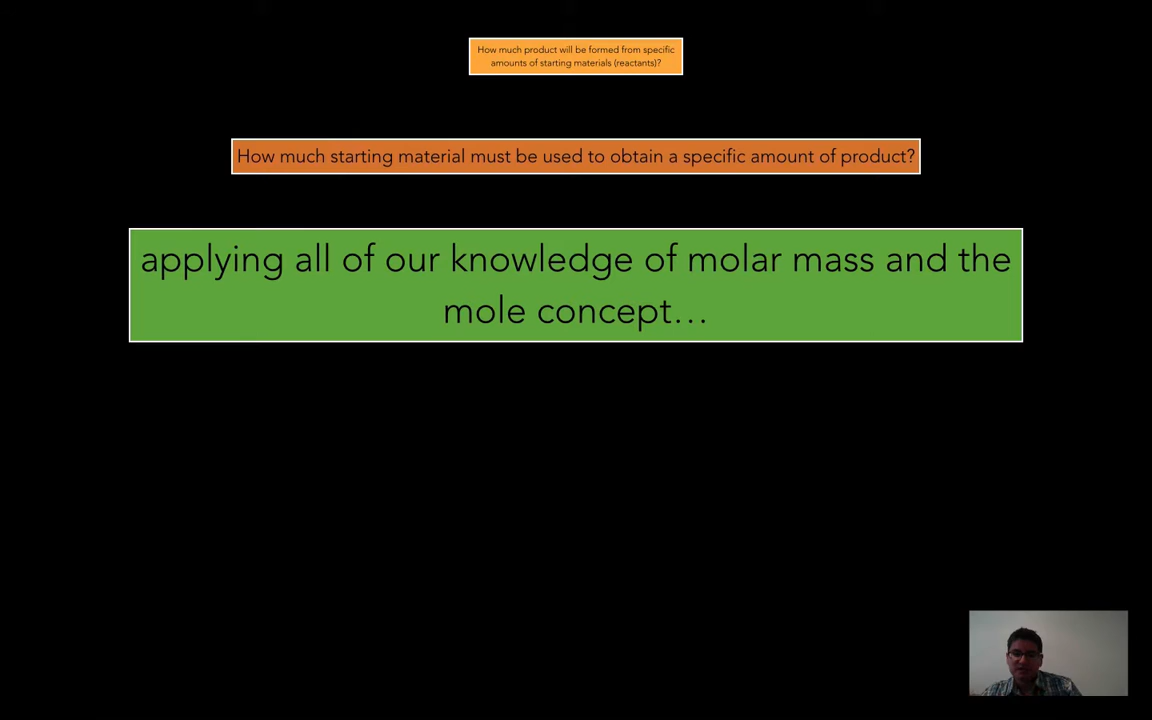 How much product will be formed from specific
amounts of starting materials (reactants)?
How much starting material must be used to obtain a specific amount of product?
applying all of our knowledge of molar mass and the
mole concept…